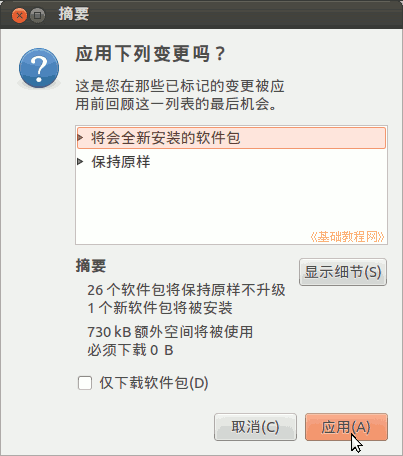 摘要
应用下列变更吗？
这是您在那些已标记的变更被应
用前回顾这一列表的最后机会。
将会全新安装的软件包
保持原样
《基础教程网》
摘要
显示细节(S)
26 个软件包将保持原样不升级
1 个新软件包将被安装
730 kB 额外空间将被使用
必须下载 0 B
仅下载软件包(D)
取消(C)
应用(A)